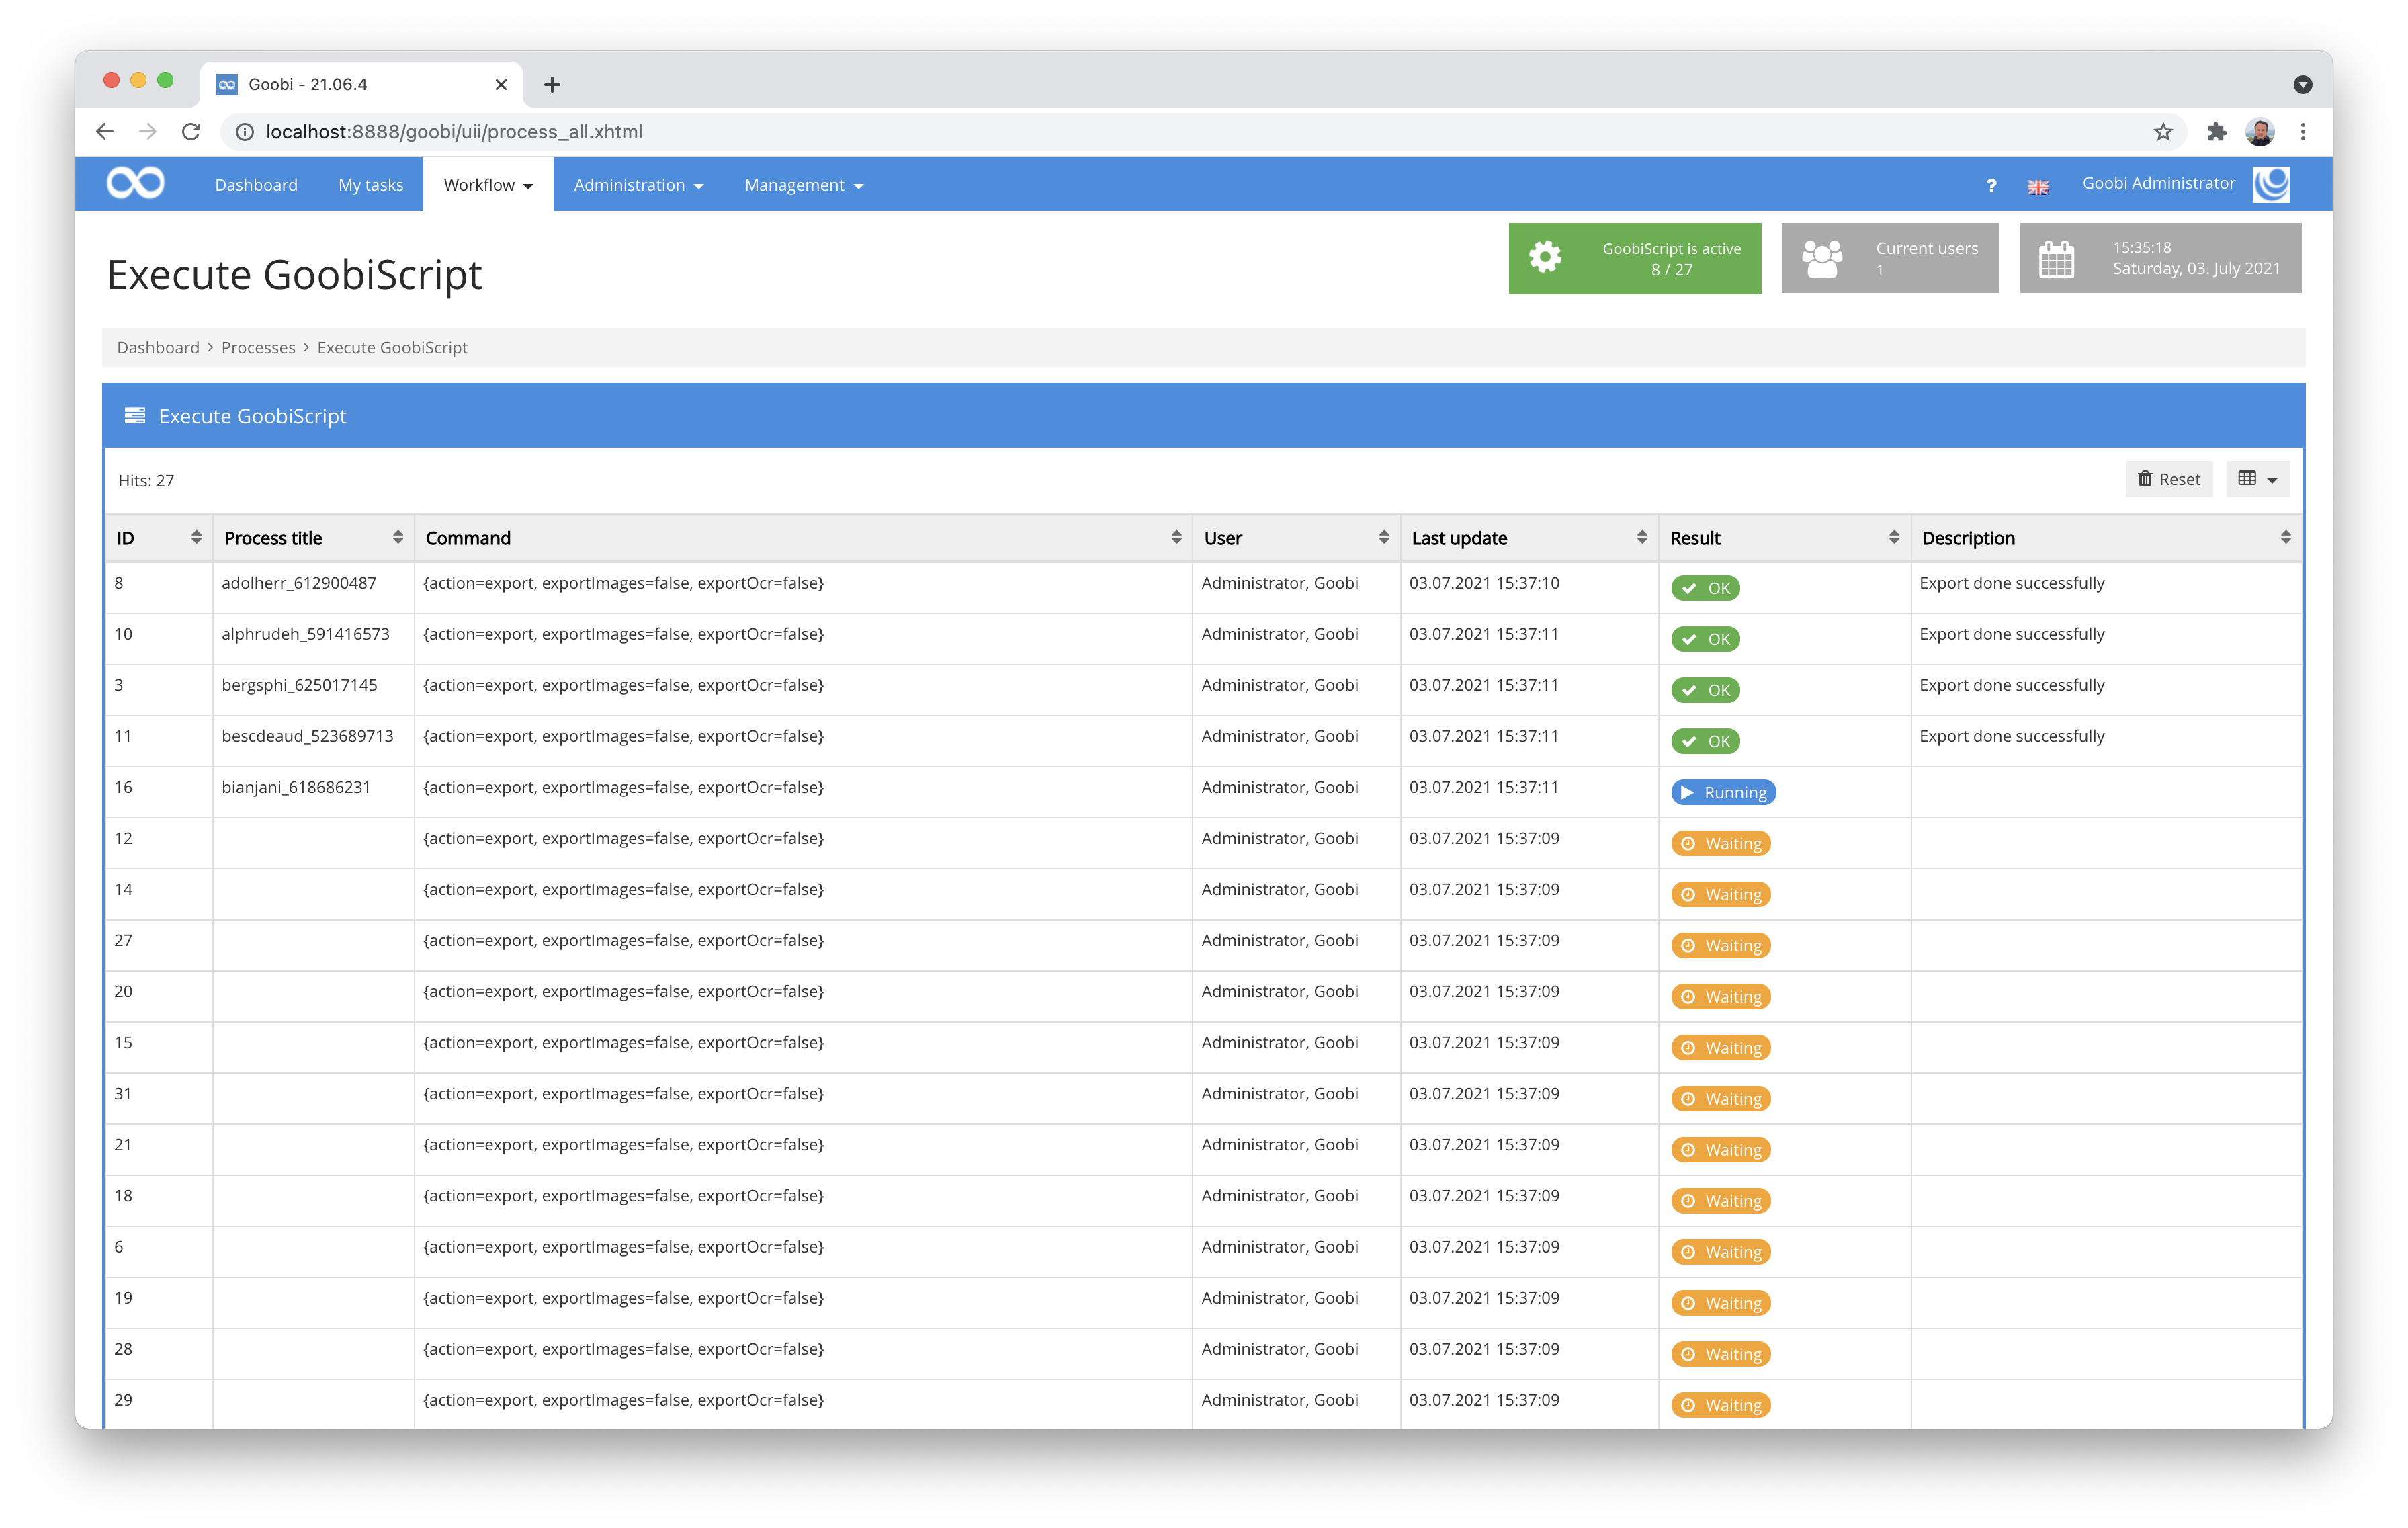 Goobi - 21.06.4
localhost:8888/goobi/uii/process_all.xhtml
Dashboard My tasks Workflow Administration Management ? Goobi Administrator
Execute GoobiScript
GoobiScript is active
8 / 27
Current users
1
15:35:18
Saturday, 03. July 2021
Dashboard > Processes > Execute GoobiScript
Execute GoobiScript
Hits: 27 Reset
ID Process title Command User Last update Result Description
8 adolherr_612900487 {action=export, exportImages=false, exportOcr=false} Administrator, Goobi 03.07.2021 15:37:10 OK Export done successfully
10 alphrudeh_591416573 {action=export, exportImages=false, exportOcr=false} Administrator, Goobi 03.07.2021 15:37:11 OK Export done successfully
3 bergsphi_625017145 {action=export, exportImages=false, exportOcr=false} Administrator, Goobi 03.07.2021 15:37:11 OK Export done successfully
11 bescdeaud_523689713 {action=export, exportImages=false, exportOcr=false} Administrator, Goobi 03.07.2021 15:37:11 OK Export done successfully
16 bianjani_618686231 {action=export, exportImages=false, exportOcr=false} Administrator, Goobi 03.07.2021 15:37:11 Running
12 {action=export, exportImages=false, exportOcr=false} Administrator, Goobi 03.07.2021 15:37:09 Waiting
14 {action=export, exportImages=false, exportOcr=false} Administrator, Goobi 03.07.2021 15:37:09 Waiting
27 {action=export, exportImages=false, exportOcr=false} Administrator, Goobi 03.07.2021 15:37:09 Waiting
20 {action=export, exportImages=false, exportOcr=false} Administrator, Goobi 03.07.2021 15:37:09 Waiting
15 {action=export, exportImages=false, exportOcr=false} Administrator, Goobi 03.07.2021 15:37:09 Waiting
31 {action=export, exportImages=false, exportOcr=false} Administrator, Goobi 03.07.2021 15:37:09 Waiting
21 {action=export, exportImages=false, exportOcr=false} Administrator, Goobi 03.07.2021 15:37:09 Waiting
18 {action=export, exportImages=false, exportOcr=false} Administrator, Goobi 03.07.2021 15:37:09 Waiting
6 {action=export, exportImages=false, exportOcr=false} Administrator, Goobi 03.07.2021 15:37:09 Waiting
19 {action=export, exportImages=false, exportOcr=false} Administrator, Goobi 03.07.2021 15:37:09 Waiting
28 {action=export, exportImages=false, exportOcr=false} Administrator, Goobi 03.07.2021 15:37:09 Waiting
29 {action=export, exportImages=false, exportOcr=false} Administrator, Goobi 03.07.2021 15:37:09 Waiting